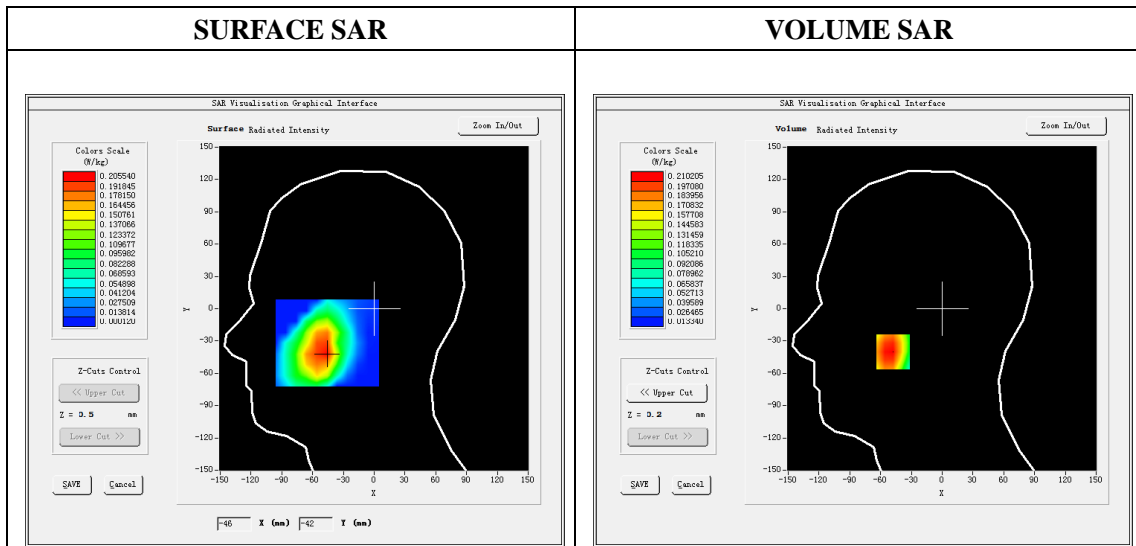 SURFACE SAR
VOLUME SAR
SAR Visualisation Graphical Interface
Surface Radiated Intensity
Zoom In/Out
Colors Scale
(W/kg)
0.205540
0.191845
0.178150
0.164456
0.150761
0.137066
0.123372
0.109677
0.095982
0.082288
0.068593
0.054898
0.041204
0.027509
0.013814
0.000120
150
120
90
60
30
0
-30
-60
-90
-120
-150
Y
-150 -120 -90 -60 -30 0 30 60 90 120 150
X
Z-Cuts Control
<< Upper Cut
Z = 0.5 mm
Lower Cut >>
SAVE Cancel
-46 X (mm) -42 Y (mm)
SAR Visualisation Graphical Interface
Volume Radiated Intensity
Zoom In/Out
Colors Scale
(W/kg)
0.210205
0.197080
0.183956
0.170832
0.157708
0.144583
0.131459
0.118335
0.105210
0.092086
0.078962
0.065837
0.052713
0.039589
0.026465
0.013340
150
120
90
60
30
0
-30
-60
-90
-120
-150
Y
-150 -120 -90 -60 -30 0 30 60 90 120 150
X
Z-Cuts Control
<< Upper Cut
Z = 0.2 mm
Lower Cut >>
SAVE Cancel